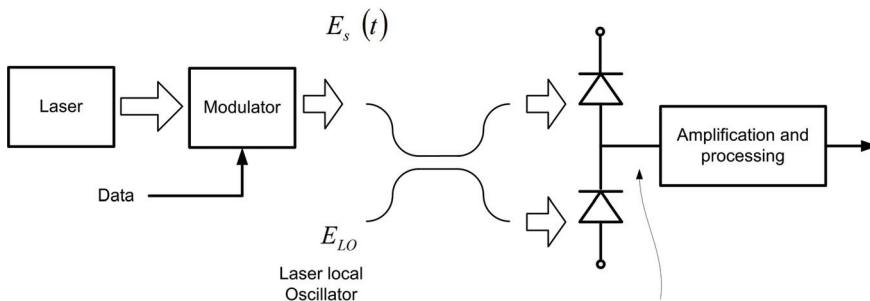 E_s (t)
Laser
Modulator
Amplification and
processing
Data
E_LO
Laser local
Oscillator